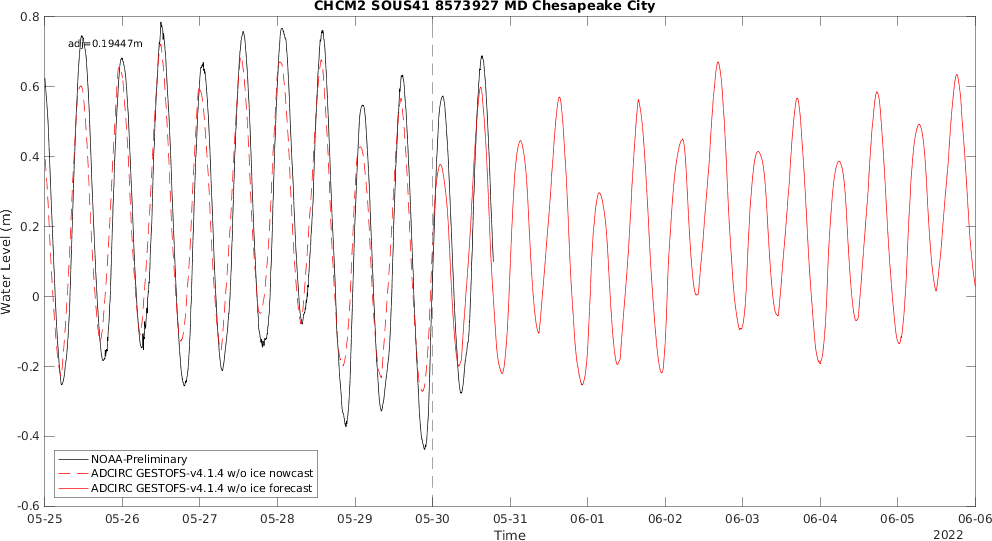 CHCM2 SOUS41 8573927 MD Chesapeake City
adj=0.19447m
Water Level (m)
0.8
0.6
0.4
0.2
0
-0.2
-0.4
-0.6
NOAA-Preliminary
ADCIRC GESTOFS-v4.1.4 w/o ice nowcast
ADCIRC GESTOFS-v4.1.4 w/o ice forecast
05-25 05-26 05-27 05-28 05-29 05-30 05-31 06-01 06-02 06-03 06-04 06-05 06-06
Time
2022